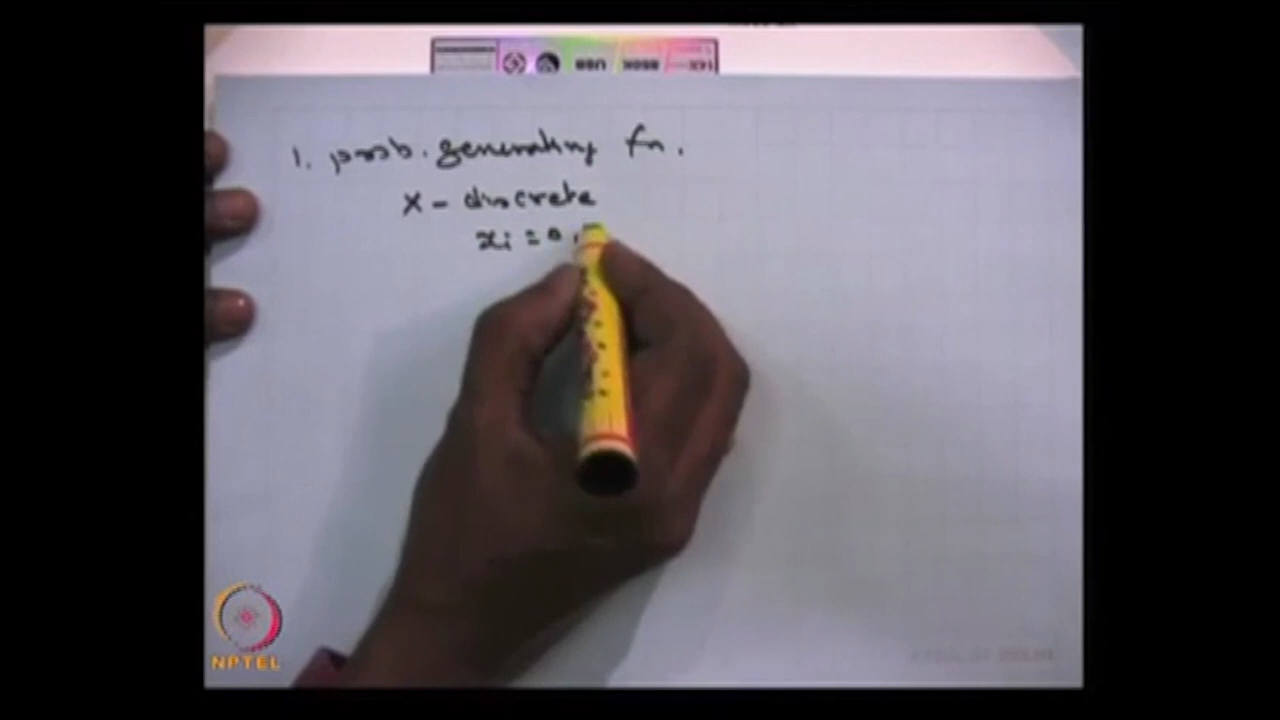 1. prob. generating fn.
X - discrete
xi = 0,
NPTEL